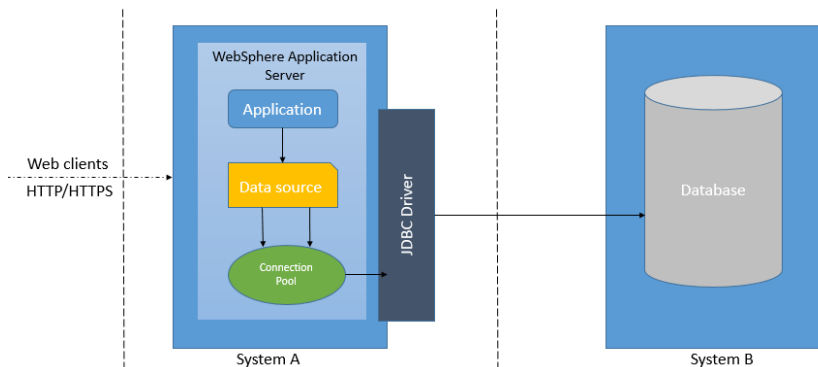 WebSphere Application
Server
Application
Web clients
HTTP/HTTPS
Data source
Connection
Pool
JDBC Driver
Database
System A
System B